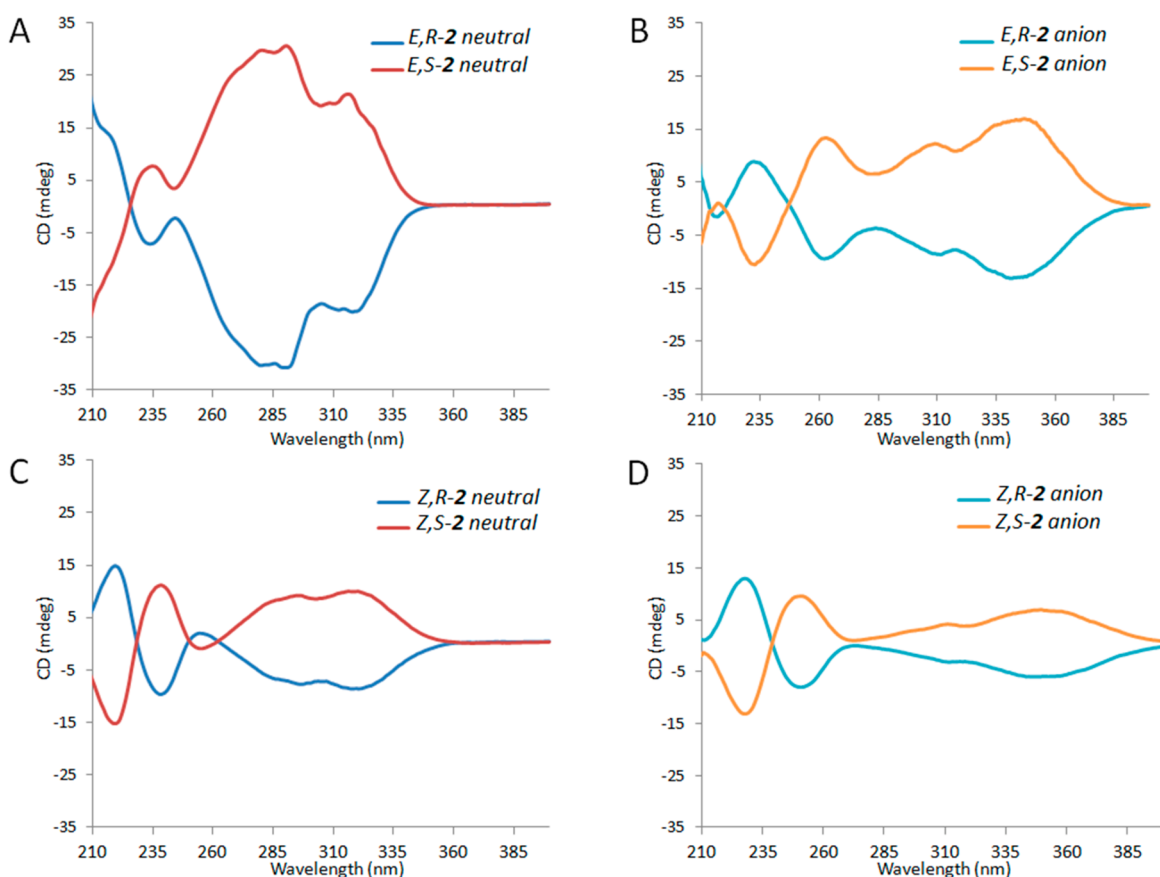 A
E,R-2 neutral
E,S-2 neutral
CD (mdeg)
35
25
15
5
-5
-15
-25
-35
210 235 260 285 310 335 360 385
Wavelength (nm)
B
E,R-2 anion
E,S-2 anion
CD (mdeg)
35
25
15
5
-5
-15
-25
-35
210 235 260 285 310 335 360 385
Wavelength (nm)
C
Z,R-2 neutral
Z,S-2 neutral
CD (mdeg)
35
25
15
5
-5
-15
-25
-35
210 235 260 285 310 335 360 385
Wavelength (nm)
D
Z,R-2 anion
Z,S-2 anion
CD (mdeg)
35
25
15
5
-5
-15
-25
-35
210 235 260 285 310 335 360 385
Wavelength (nm)